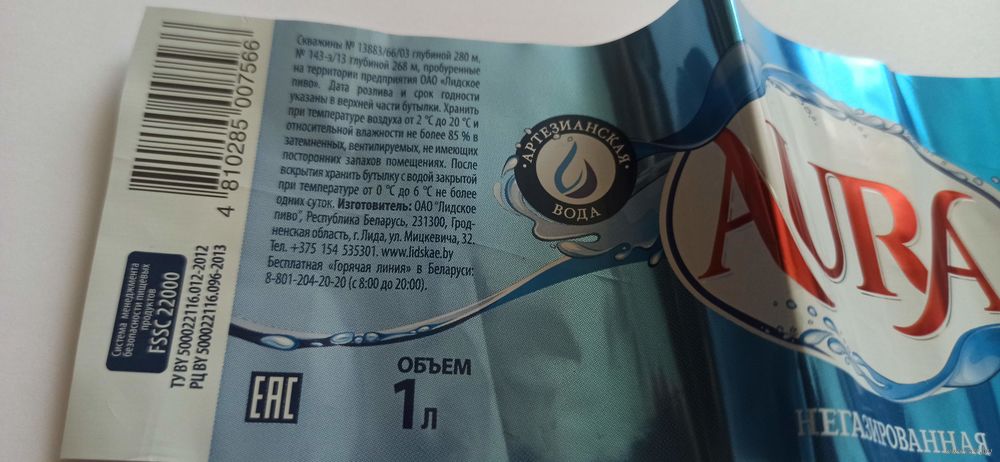 4 810285 007566
Система менеджмента
безопасности пищевых
продуктов
FSSC 22000
ТУ BY 500022116.012-2012
РЦ BY 500022116.096-2013
Скважины № 13883/66/03 глубиной 280 м,
№ 143-э/13 глубиной 268 м, пробуренные
на территории предприятия ОАО «Лидское
пиво». Дата розлива и срок годности
указаны в верхней части бутылки. Хранить
при температуре воздуха от 2 °С до 20 °С и
относительной влажности не более 85 % в
затемненных, вентилируемых, не имеющих
посторонних запахов помещениях. После
вскрытия хранить бутылку с водой закрытой
при температуре от 0 °С до 6 °С не более
одних суток. Изготовитель: ОАО "Лидское
пиво", Республика Беларусь, 231300, Грод-
ненская область, г. Лида, ул. Мицкевича, 32.
Тел. +375 154 535301. www.lidskae.by
Бесплатная «Горячая линия» в Беларуси:
8-801-204-20-20 (с 8:00 до 20:00).
EAC
ОБЪЕМ
1 л
·АРТЕЗИАНСКАЯ·
ВОДА
AURA
НЕГАЗИРОВАННАЯ